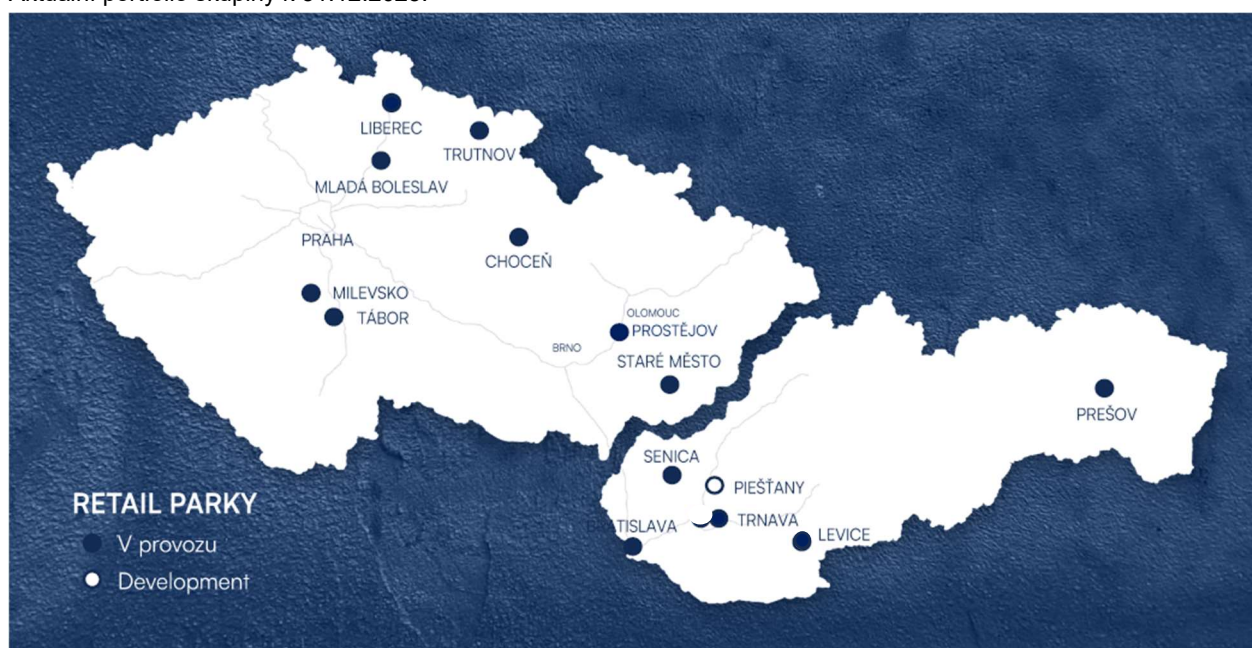 LIBEREC
TRUTNOV
MLADÁ BOLESLAV
PRAHA
CHOCEŇ
MILEVSKO
TÁBOR
OLOMOUC
PROSTĚJOV
BRNO
STARÉ MĚSTO
PREŠOV
SENICA
PIEŠŤANY
TRNAVA
LEVICE
RETAIL PARKY
V provozu
Development